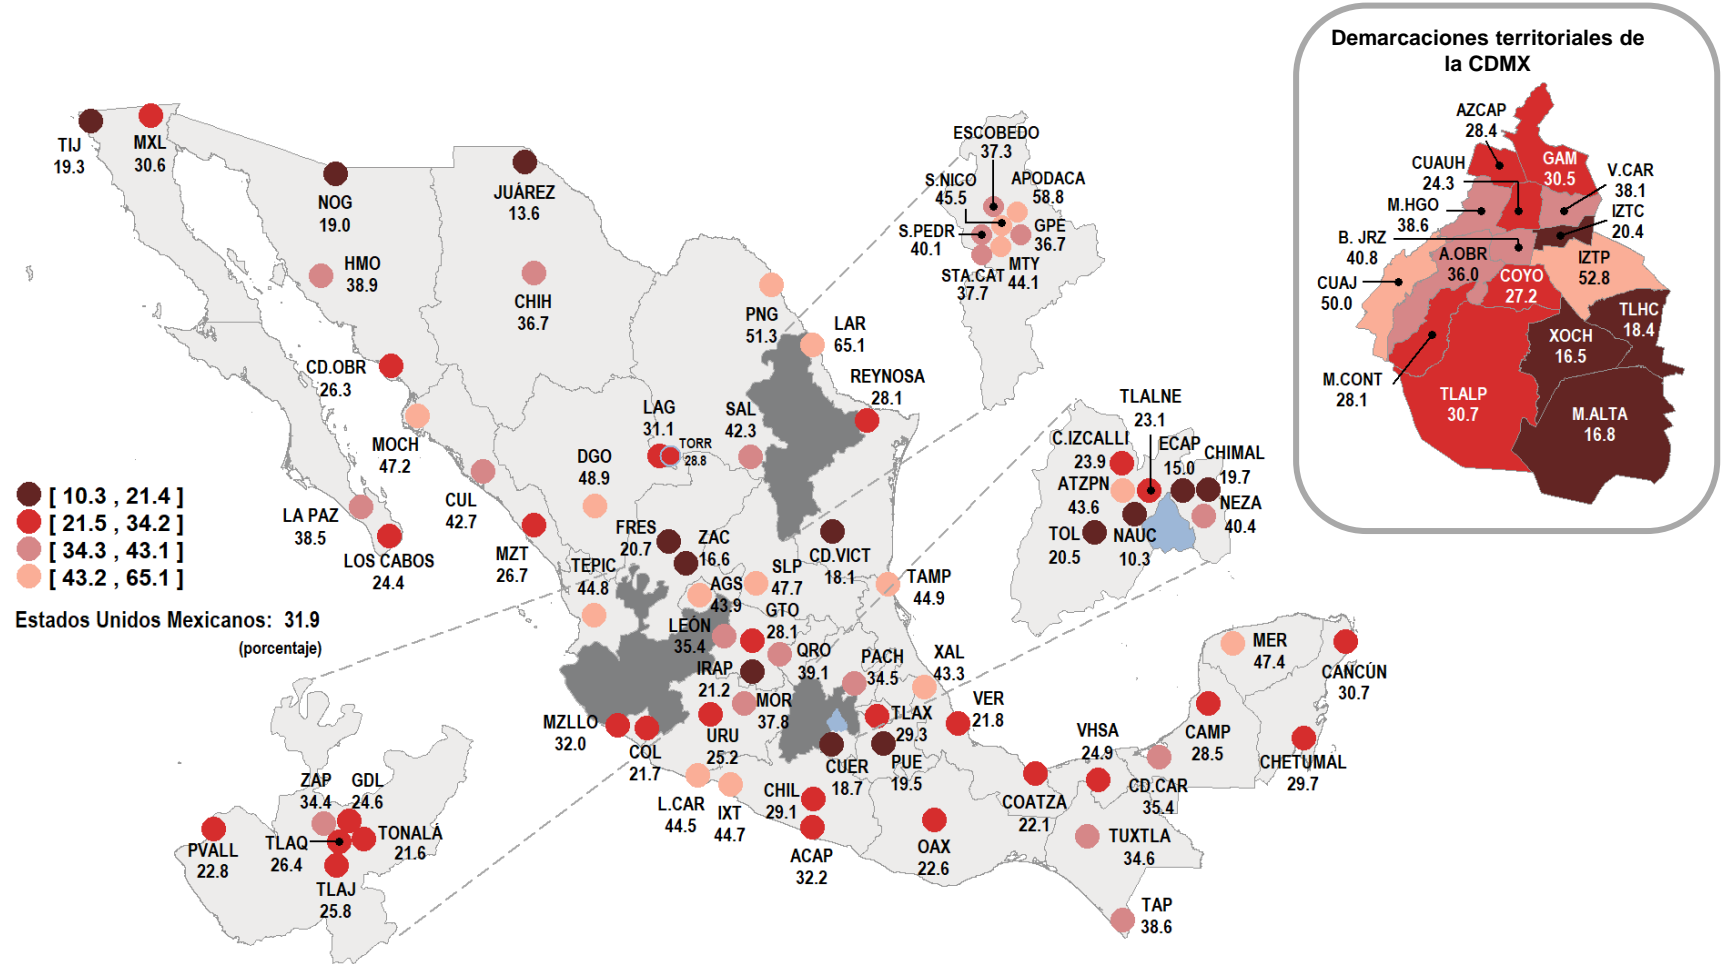 Demarcaciones territoriales de
la CDMX
AZCAP
28.4
CUAUH
24.3
GAM
30.5
V.CAR
38.1
M.HGO
38.6
IZTC
20.4
B. JRZ
40.8
A.OBR
36.0
IZTP
52.8
CUAJ
50.0
COYO
27.2
TLHC
18.4
XOCH
16.5
M.CONT
28.1
TLALP
30.7
M.ALTA
16.8
TIJ
19.3
MXL
30.6
NOG
19.0
JUÁREZ
13.6
HMO
38.9
CHIH
36.7
CD.OBR
26.3
MOCH
47.2
CUL
42.7
LA PAZ
38.5
LOS CABOS
24.4
MZT
26.7
DGO
48.9
LAG
31.1
TORR
28.8
SAL
42.3
PNG
51.3
LAR
65.1
REYNOSA
28.1
ESCOBEDO
37.3
S.NICO
45.5
APODACA
58.8
S.PEDR
40.1
GPE
36.7
STA.CAT
37.7
MTY
44.1
TLALNE
23.1
C.IZCALLI
23.9
ECAP
15.0
CHIMAL
19.7
ATZPN
43.6
NEZA
40.4
TOL
20.5
NAUC
10.3
[ 10.3 , 21.4 ]
[ 21.5 , 34.2 ]
[ 34.3 , 43.1 ]
[ 43.2 , 65.1 ]
Estados Unidos Mexicanos: 31.9
(porcentaje)
FRES
20.7
ZAC
16.6
CD.VICT
18.1
TEPIC
44.8
AGS
43.9
SLP
47.7
TAMP
44.9
LEÓN
35.4
GTO
28.1
QRO
39.1
IRAP
21.2
PACH
34.5
XAL
43.3
MOR
37.8
MZLLO
32.0
COL
21.7
URU
25.2
TLAX
29.3
VER
21.8
CUER
18.7
PUE
19.5
L.CAR
44.5
IXT
44.7
CHIL
29.1
ACAP
32.2
OAX
22.6
COATZA
22.1
VHSA
24.9
CD.CAR
35.4
TUXTLA
34.6
TAP
38.6
MER
47.4
CANCÚN
30.7
CAMP
28.5
CHETUMAL
29.7
ZAP
34.4
GDL
24.6
PVALL
22.8
TLAQ
26.4
TONALÁ
21.6
TLAJ
25.8